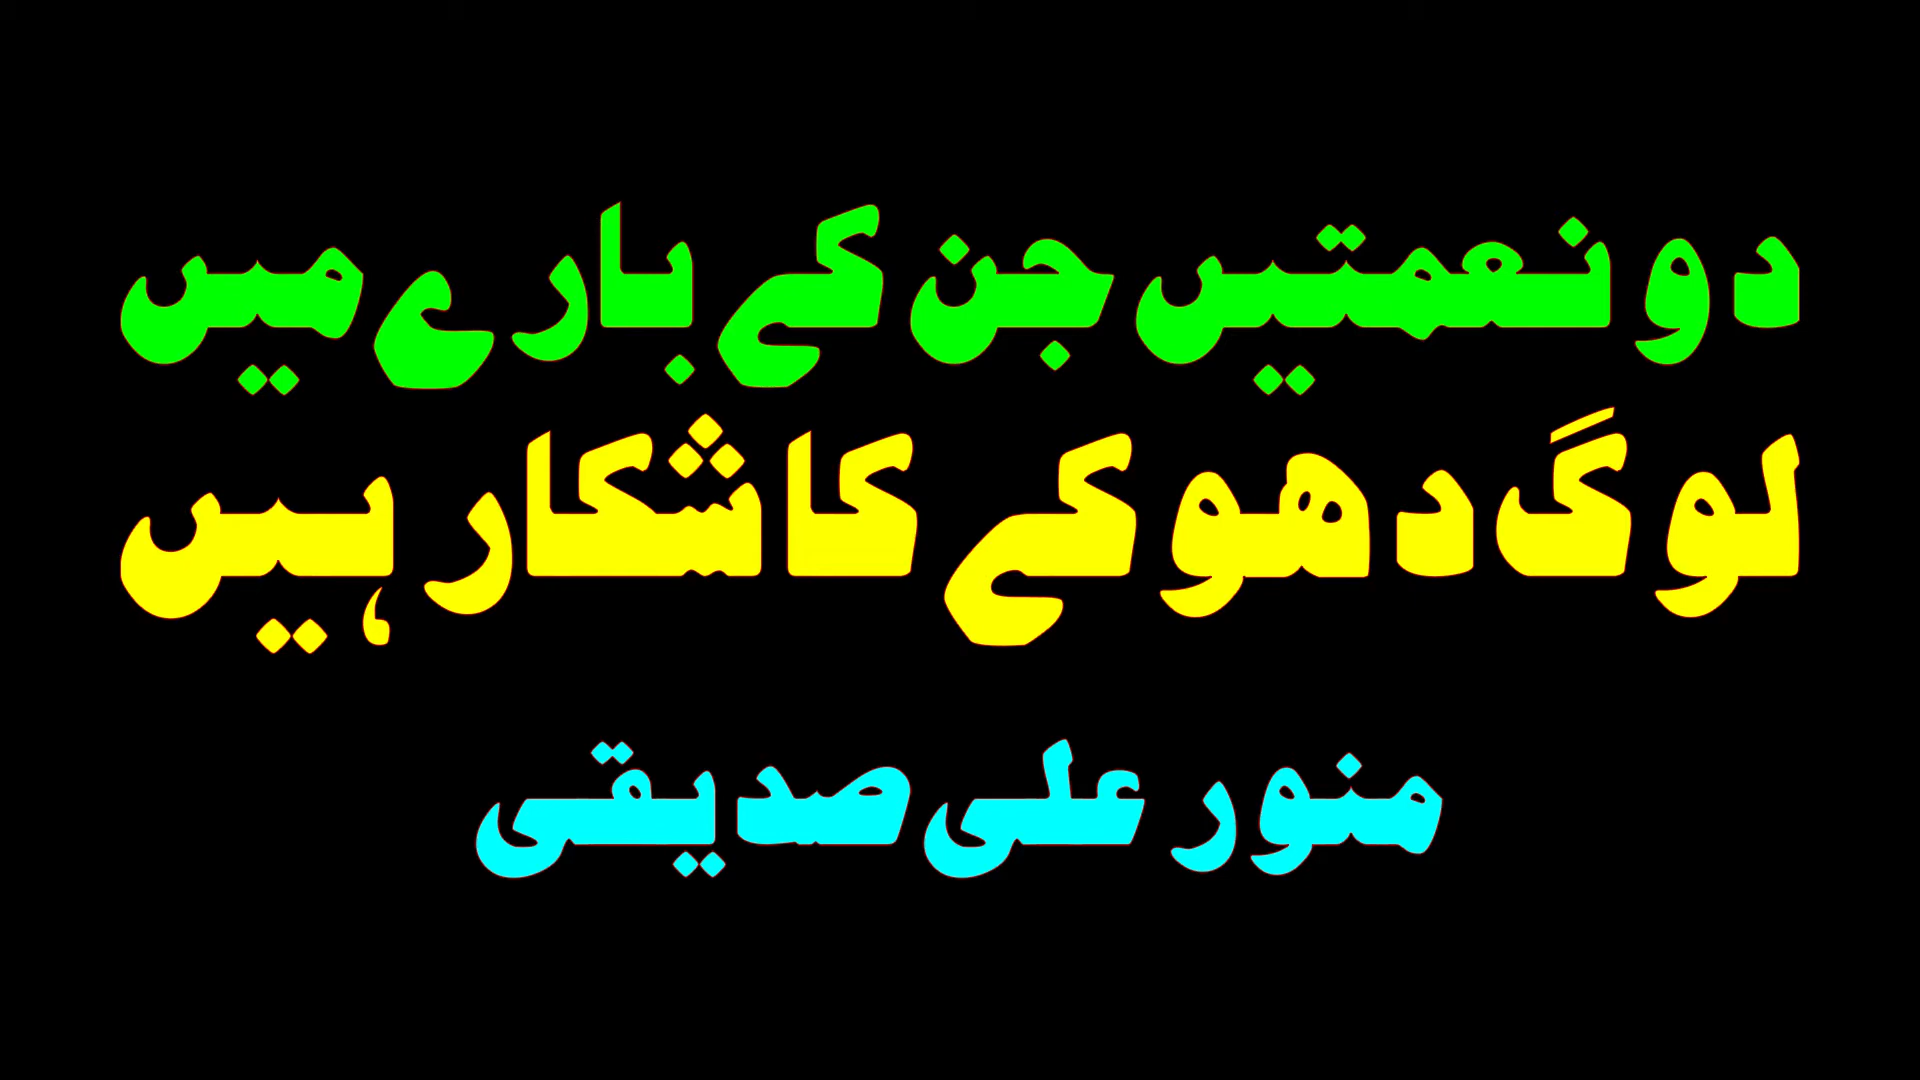 دو نعمتیں جن کے بارے میں
لوگ دھوکے کا شکار ہیں
منور علی صدیقی